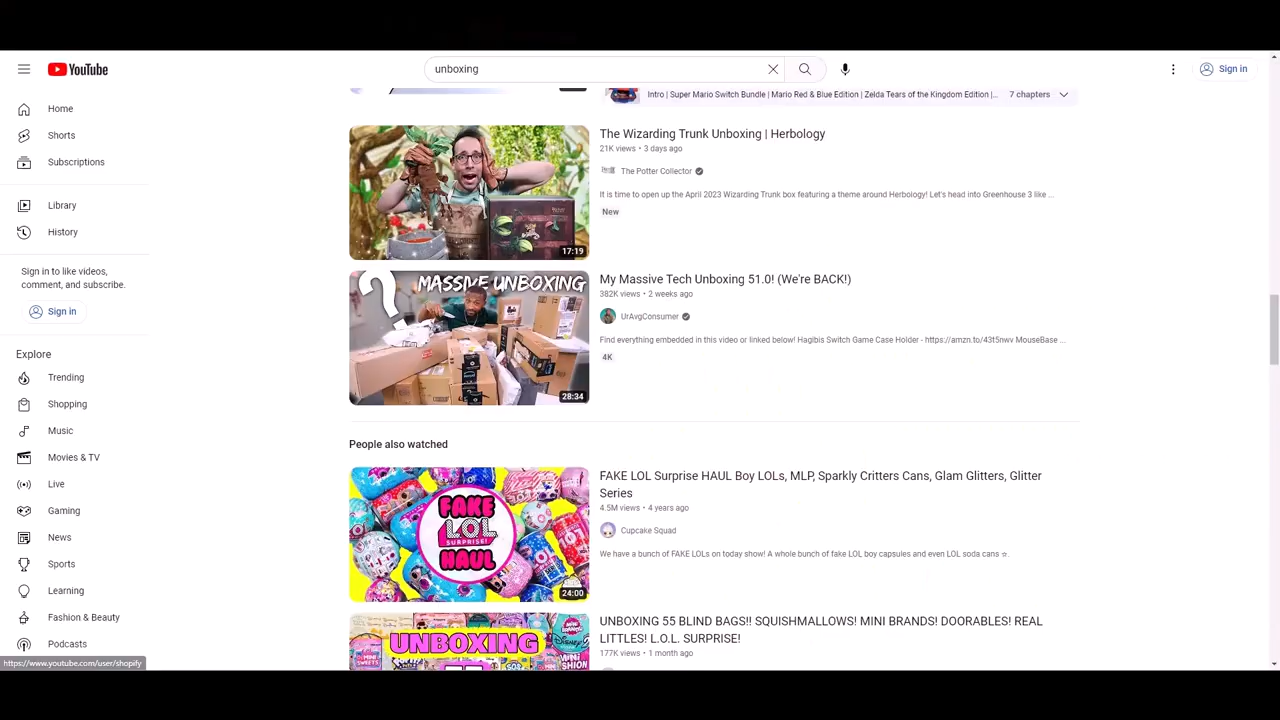 YouTube
unboxing
Sign in
Home
Shorts
Subscriptions
Library
History
Sign in to like videos,
comment, and subscribe.
Sign in
Explore
Trending
Shopping
Music
Movies & TV
Live
Gaming
News
Sports
Learning
Fashion & Beauty
Podcasts
https://www.youtube.com/user/shopify
Intro | Super Mario Switch Bundle | Mario Red & Blue Edition | Zelda Tears of the Kingdom Edition |...
7 chapters
17:19
The Wizarding Trunk Unboxing | Herbology
21K views • 3 days ago
The Potter Collector
It is time to open up the April 2023 Wizarding Trunk box featuring a theme around Herbology! Let's head into Greenhouse 3 like ...
New
MASSIVE UNBOXING
28:34
My Massive Tech Unboxing 51.0! (We're BACK!)
382K views • 2 weeks ago
UrAvgConsumer
Find everything embedded in this video or linked below! Hagibis Switch Game Case Holder - https://amzn.to/43t5nwv MouseBase ...
4K
People also watched
FAKE
LOL
SURPRISE!
HAUL
24:00
FAKE LOL Surprise HAUL Boy LOLs, MLP, Sparkly Critters Cans, Glam Glitters, Glitter
Series
4.5M views • 4 years ago
Cupcake Squad
We have a bunch of FAKE LOLs on today show! A whole bunch of fake LOL boy capsules and even LOL soda cans ☆.
UNBOXING
UNBOXING 55 BLIND BAGS!! SQUISHMALLOWS! MINI BRANDS! DOORABLES! REAL
LITTLES! L.O.L. SURPRISE!
177K views • 1 month ago